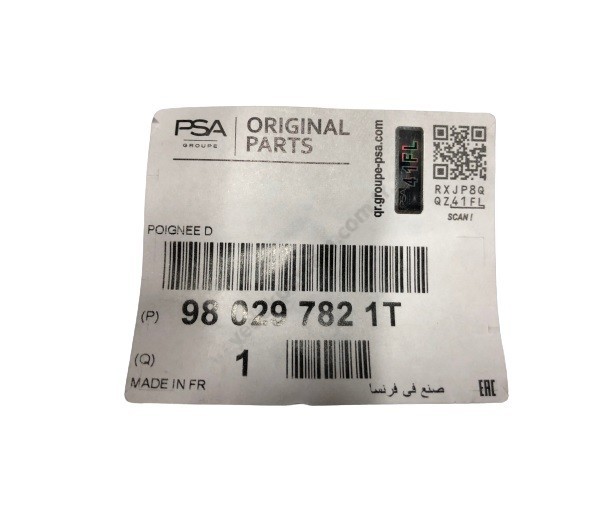 PSA
GROUPE
ORIGINAL
PARTS
qr.groupe-psa.com
41FL
RXJP8Q
QZ41FL
SCAN!
POIGNEE D
(P) 98 029 782 1T
(Q) 1
MADE IN FR
صنع في فرنسا
EAC